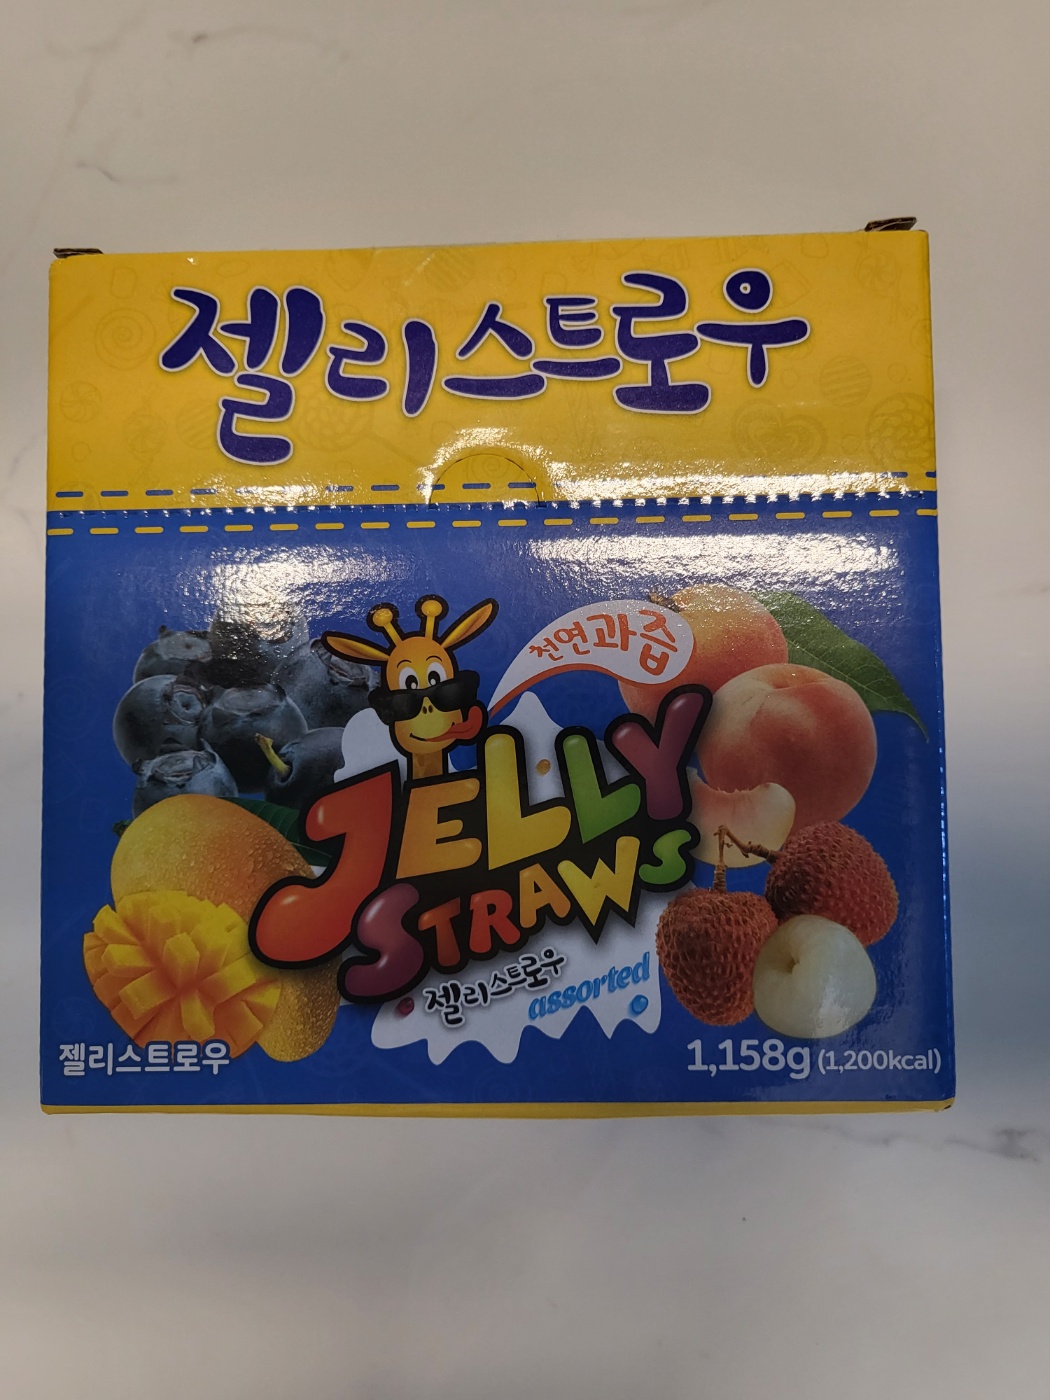 젤리스트로우
천연과즙
JELLY
STRAWS
젤리스트로우
assorted
젤리스트로우
1,158g (1,200kcal)